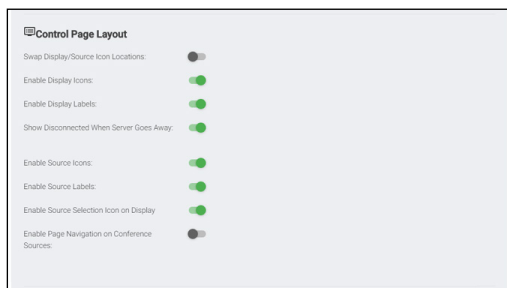 Control Page Layout
Swap Display/Source Icon Locations:
Enable Display Icons:
Enable Display Labels:
Show Disconnected When Server Goes Away:
Enable Source Icons:
Enable Source Labels:
Enable Source Selection Icon on Display
Enable Page Navigation on Conference
Sources: